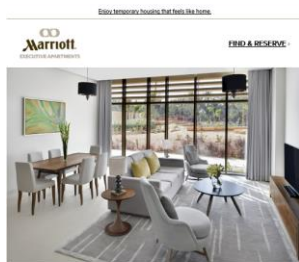 Enjoy temporary housing that feels like home.
Marriott
EXECUTIVE APARTMENTS
FIND & RESERVE ›